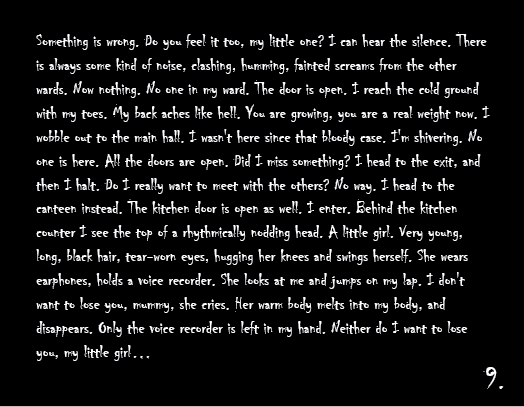 Something is wrong. Do you feel it too, my little one? I can hear the silence. There
is always some kind of noise, clashing, humming, fainted screams from the other
wards. Now nothing. No one in my ward. The door is open. I reach the cold ground
with my toes. My back aches like hell. You are growing, you are a real weight now. I
wobble out to the main hall. I wasn't here since that bloody case. I'm shivering. No
one is here. All the doors are open. Did I miss something? I head to the exit, and
then I halt. Do I really want to meet with the others? No way. I head to the
canteen instead. The kitchen door is open as well. I enter. Behind the kitchen
counter I see the top of a rhythmically nodding head. A little girl. Very young,
long, black hair, tear-worn eyes, hugging her knees and swings herself. She wears
earphones, holds a voice recorder. She looks at me and jumps on my lap. I don't
want to lose you, mummy, she cries. Her warm body melts into my body, and
disappears. Only the voice recorder is left in my hand. Neither do I want to lose
you, my little girl...
9.